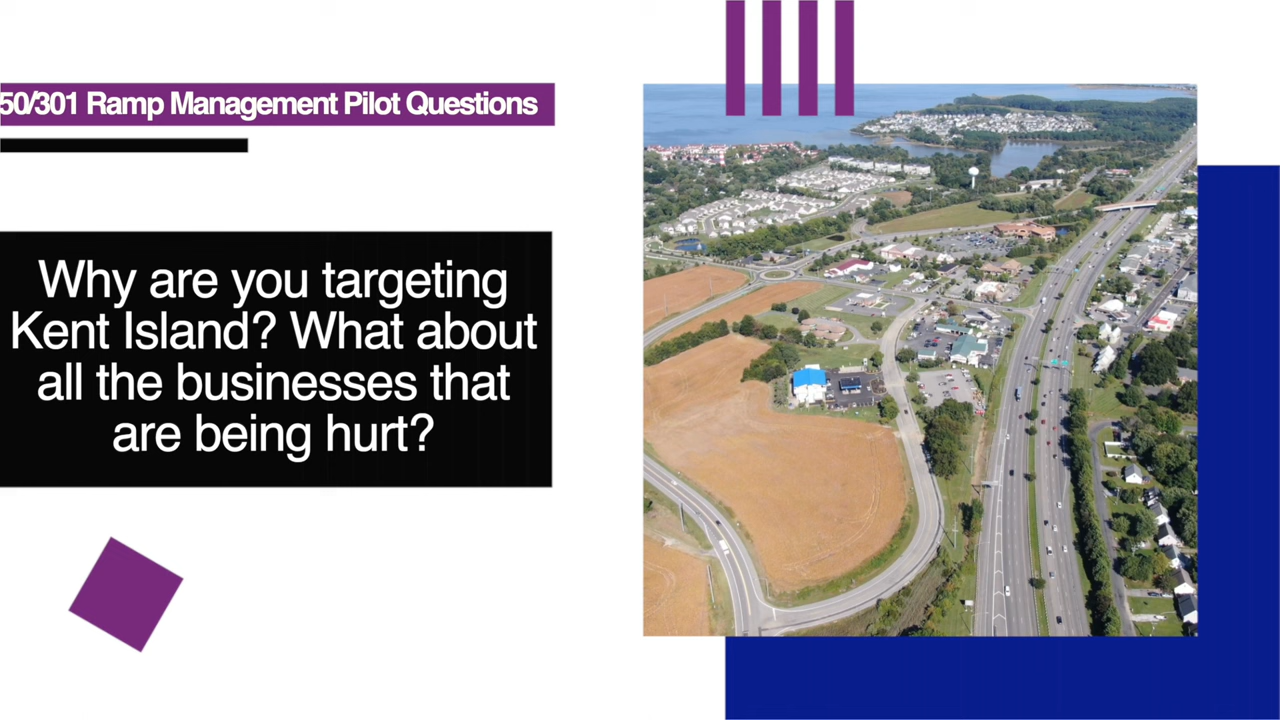 50/301 Ramp Management Pilot Questions
Why are you targeting
Kent Island? What about
all the businesses that
are being hurt?